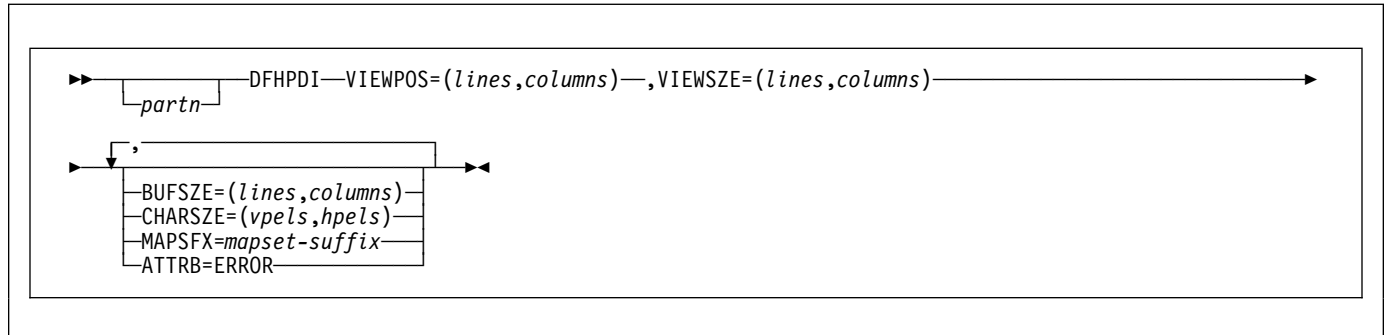 DFHPDI VIEWPOS=(lines,columns) ,VIEWSZE=(lines,columns)
partn
,
BUFSZE=(lines,columns)
CHARSZE=(vpels,hpels)
MAPSFX=mapset-suffix
ATTRB=ERROR